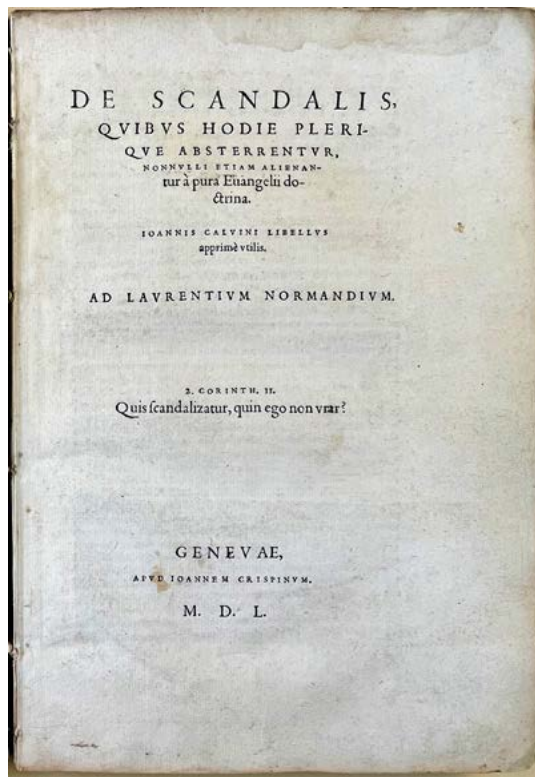 DE SCANDALIS,
QVIBVS HODIE PLERI-
QVE ABSTERRENTVR,
NONNVLLI ETIAM ALIENAN-
tur à pura Euangelii do-
ctrina.
IOANNIS CALVINI LIBELLVS
apprimè vtilis.
AD LAVRENTIVM NORMANDIVM.
2. CORINTH. 11.
Quis ſcandalizatur, quin ego non vrar?
GENEVAE,
APVD IOANNEM CRISPINVM.
M. D. L.